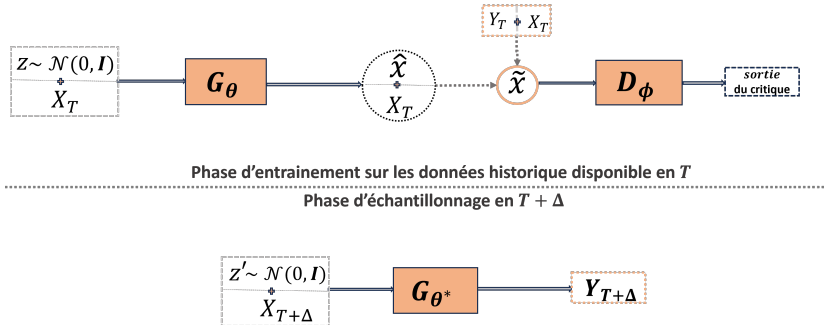 Y_T + X_T
z ~ 𝒩(0, I)
+
X_T
G_θ
x̂
+
X_T
x̃
D_ϕ
sortie
du critique
Phase d'entrainement sur les données historique disponible en T
Phase d'échantillonnage en T + Δ
z′ ~ 𝒩(0, I)
+
X_{T+Δ}
G_{θ*}
Y_{T+Δ}